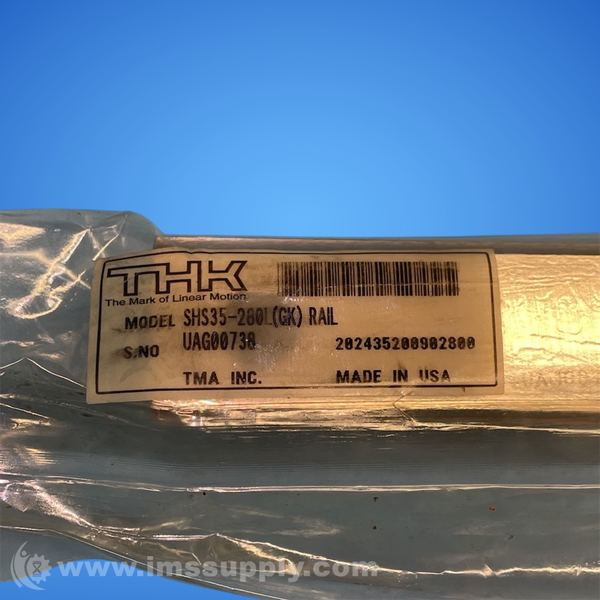 THK
The Mark of Linear Motion
MODEL SHS35-280L(GK) RAIL
S.NO UAG00730 202435200902800
TMA INC. MADE IN USA
www.imssupply.com